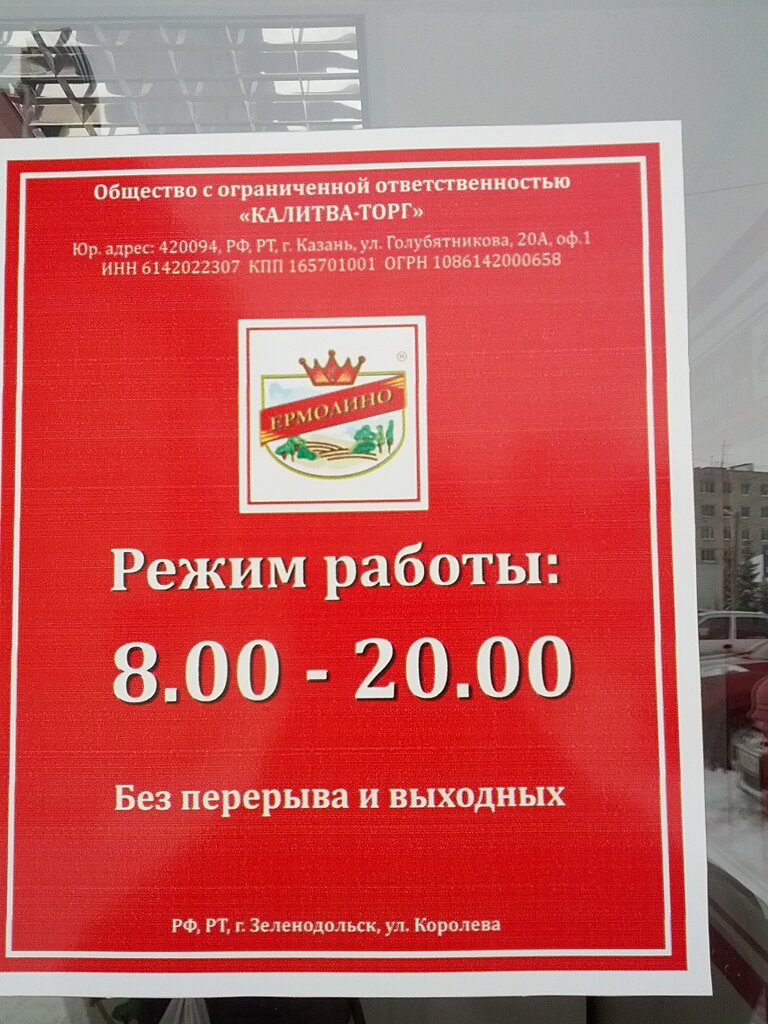 Общество с ограниченной ответственностью
«КАЛИТВА-ТОРГ»
Юр. адрес: 420094, РФ, РТ, г. Казань, ул. Голубятникова, 20А, оф.1
ИНН 6142022307 КПП 165701001 ОГРН 1086142000658
®
ЕРМОЛИНО
Режим работы:
8.00 - 20.00
Без перерыва и выходных
РФ, РТ, г. Зеленодольск, ул. Королева